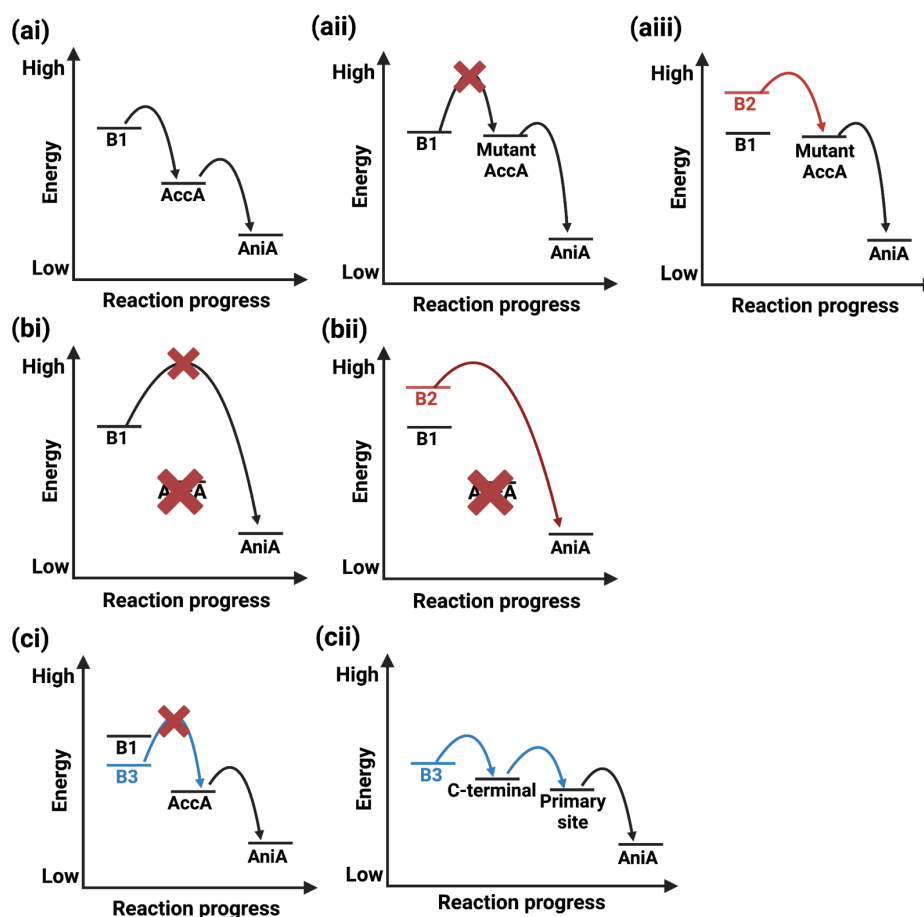 (ai)
High
B1
AccA
AniA
Low
Energy
Reaction progress
(aii)
High
B1
Mutant
AccA
AniA
Low
Energy
Reaction progress
(aiii)
High
B2
B1
Mutant
AccA
AniA
Low
Energy
Reaction progress
(bi)
High
B1
AniA
Low
Energy
Reaction progress
(bii)
High
B2
B1
AniA
Low
Energy
Reaction progress
(ci)
High
B1
B3
AccA
AniA
Low
Energy
Reaction progress
(cii)
High
B3
C-terminal
Primary
site
AniA
Low
Energy
Reaction progress